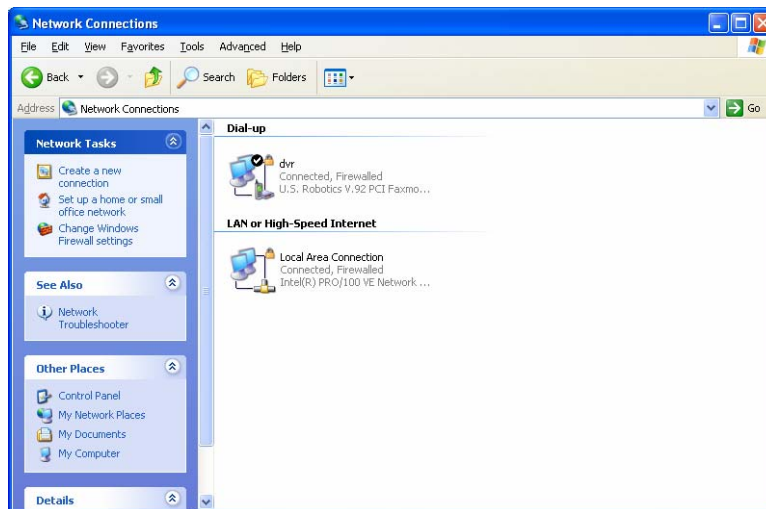 Network Connections
File Edit View Favorites Tools Advanced Help
Back Search Folders
Address Network Connections Go
Network Tasks
Create a new
connection
Set up a home or small
office network
Change Windows
Firewall settings
See Also
Network
Troubleshooter
Other Places
Control Panel
My Network Places
My Documents
My Computer
Details
Dial-up
dvr
Connected, Firewalled
U.S. Robotics V.92 PCI Faxmo...
LAN or High-Speed Internet
Local Area Connection
Connected, Firewalled
Intel(R) PRO/100 VE Network ...